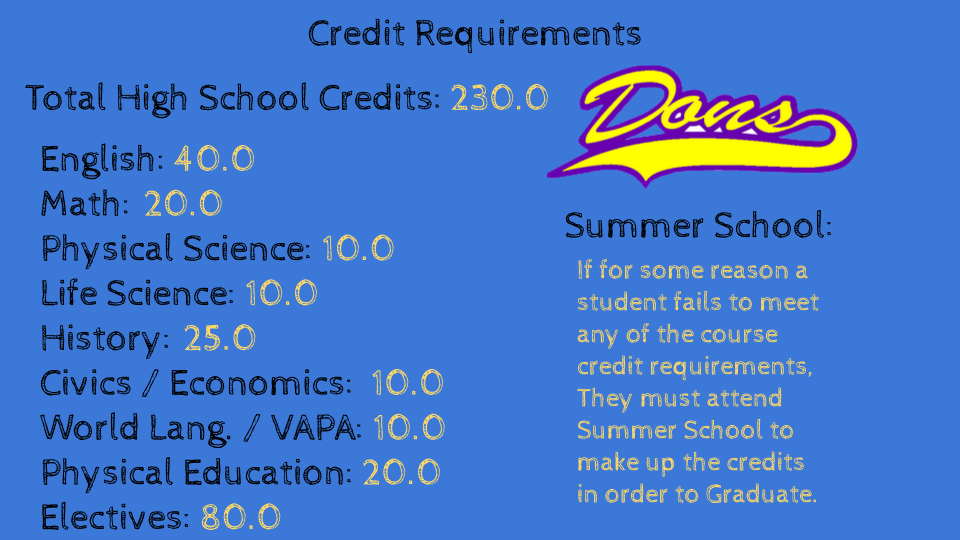 Credit Requirements
Total High School Credits: 230.0
English: 40.0
Math: 20.0
Physical Science: 10.0
Life Science: 10.0
History: 25.0
Civics / Economics: 10.0
World Lang. / VAPA: 10.0
Physical Education: 20.0
Electives: 80.0
Dons
Summer School:
If for some reason a
student fails to meet
any of the course
credit requirements,
They must attend
Summer School to
make up the credits
in order to Graduate.